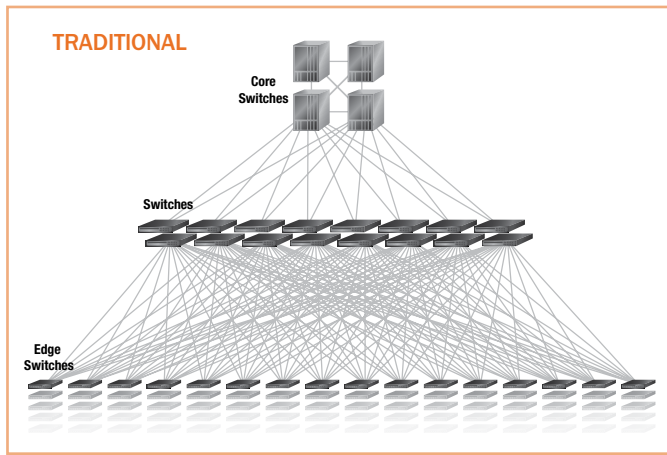 TRADITIONAL
Core
Switches
Switches
Edge
Switches